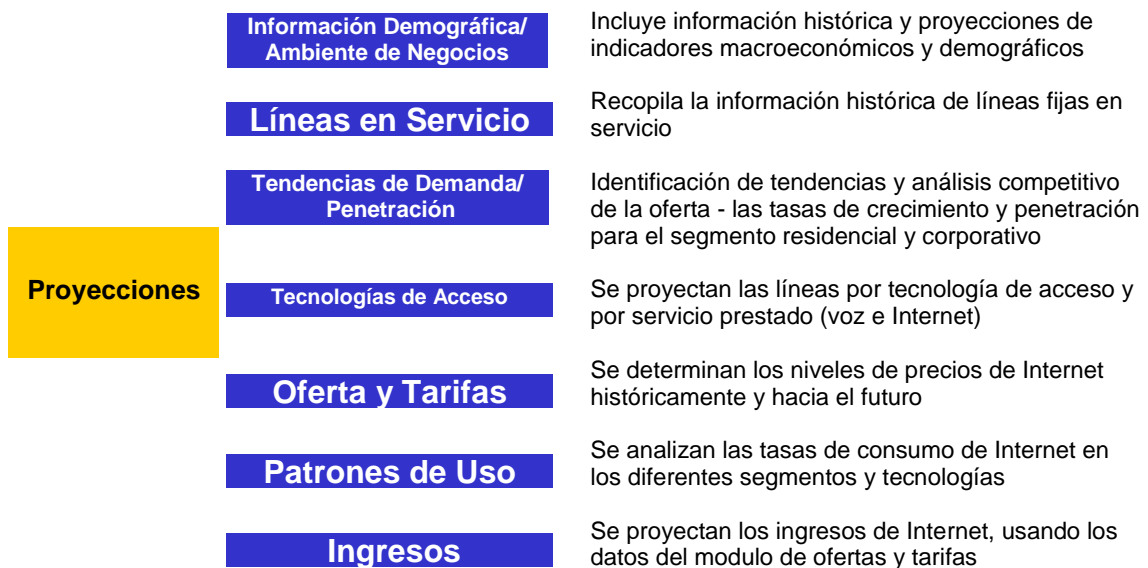 Información Demográfica/
Ambiente de Negocios
Incluye información histórica y proyecciones de
indicadores macroeconómicos y demográficos
Líneas en Servicio
Recopila la información histórica de líneas fijas en
servicio
Tendencias de Demanda/
Penetración
Identificación de tendencias y análisis competitivo
de la oferta - las tasas de crecimiento y penetración
para el segmento residencial y corporativo
Proyecciones
Tecnologías de Acceso
Se proyectan las líneas por tecnología de acceso y
por servicio prestado (voz e Internet)
Oferta y Tarifas
Se determinan los niveles de precios de Internet
históricamente y hacia el futuro
Patrones de Uso
Se analizan las tasas de consumo de Internet en
los diferentes segmentos y tecnologías
Ingresos
Se proyectan los ingresos de Internet, usando los
datos del modulo de ofertas y tarifas